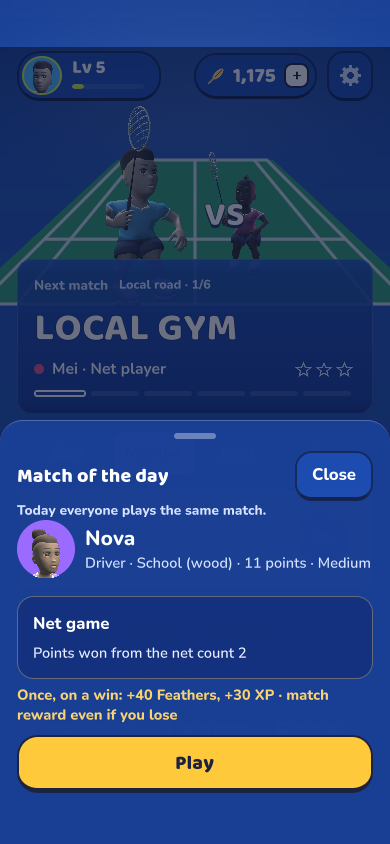 Lv 5
1,175
+
VS
Next match Local road · 1/6
LOCAL GYM
Mei · Net player
Match of the day
Close
Today everyone plays the same match.
Nova
Driver · School (wood) · 11 points · Medium
Net game
Points won from the net count 2
Once, on a win: +40 Feathers, +30 XP · match
reward even if you lose
Play